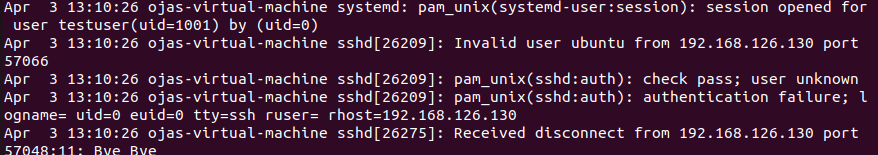 Apr  3 13:10:26 ojas-virtual-machine systemd: pam_unix(systemd-user:session): session opened for
user testuser(uid=1001) by (uid=0)
Apr  3 13:10:26 ojas-virtual-machine sshd[26209]: Invalid user ubuntu from 192.168.126.130 port
57066
Apr  3 13:10:26 ojas-virtual-machine sshd[26209]: pam_unix(sshd:auth): check pass; user unknown
Apr  3 13:10:26 ojas-virtual-machine sshd[26209]: pam_unix(sshd:auth): authentication failure; l
ogname= uid=0 euid=0 tty=ssh ruser= rhost=192.168.126.130
Apr  3 13:10:26 ojas-virtual-machine sshd[26275]: Received disconnect from 192.168.126.130 port
57048:11: Bye Bye